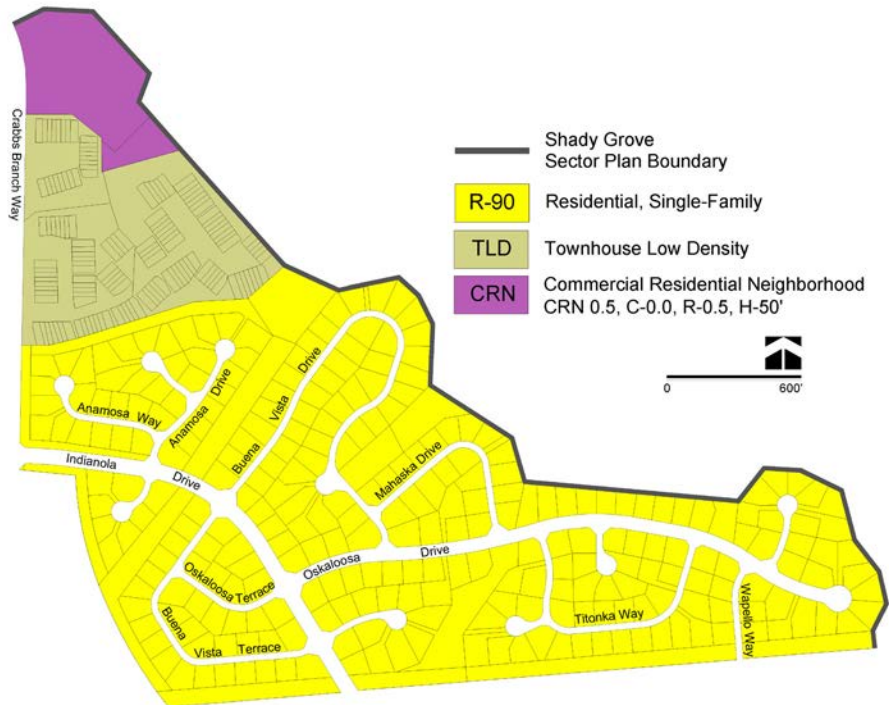 Crabbs Branch Way
Shady Grove
Sector Plan Boundary
R-90
Residential, Single-Family
TLD
Townhouse Low Density
CRN
Commercial Residential Neighborhood
CRN 0.5, C-0.0, R-0.5, H-50'
0
600'
Anamosa Way
Anamosa Drive
Buena Vista Drive
Indianola Drive
Mahaska Drive
Oskaloosa Drive
Oskaloosa Terrace
Buena Vista Terrace
Titonka Way
Wapello Way